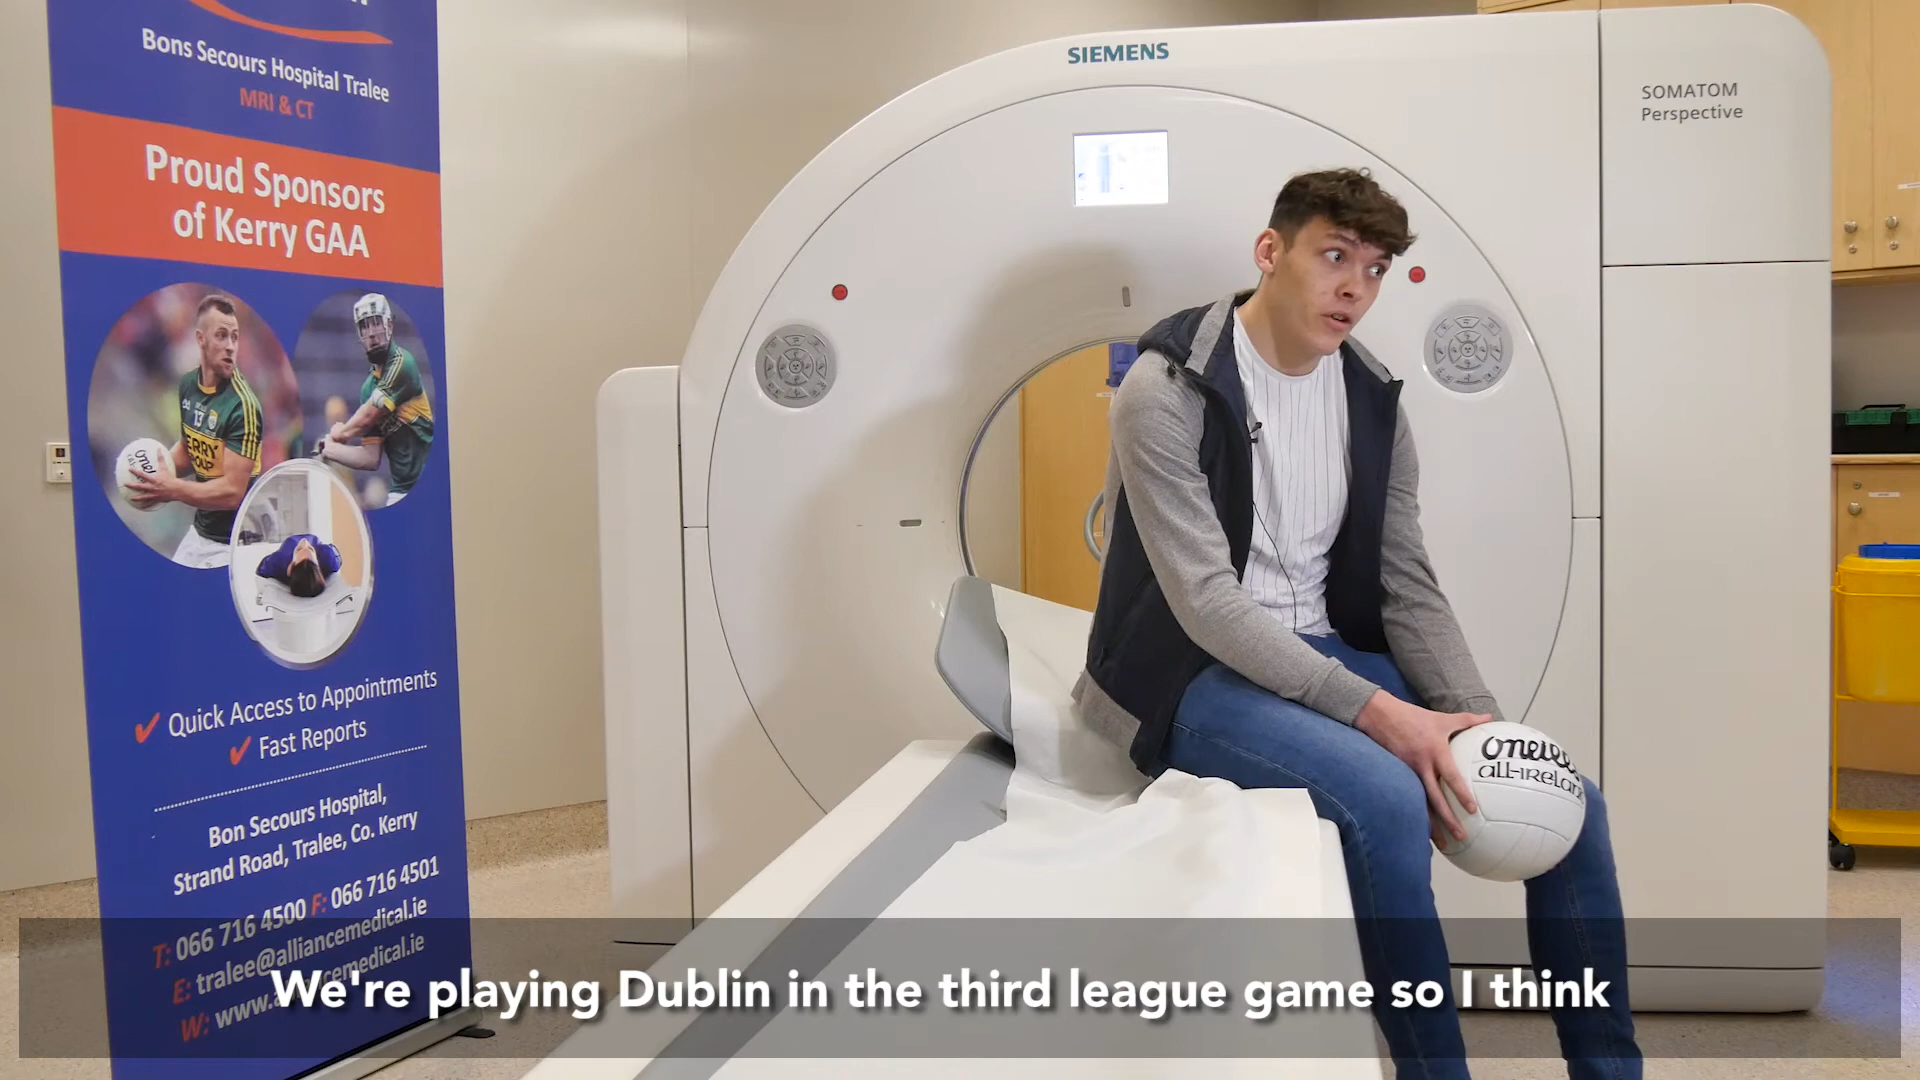 Bons Secours Hospital Tralee
MRI & CT
Proud Sponsors
of Kerry GAA
13
Quick Access to Appointments
Fast Reports
Bon Secours Hospital,
Strand Road, Tralee, Co. Kerry
T: 066 716 4500 F: 066 716 4501
E: tralee@alliancemedical.ie
SIEMENS
SOMATOM
Perspective
oneills
all-Ireland
We're playing Dublin in the third league game so I think